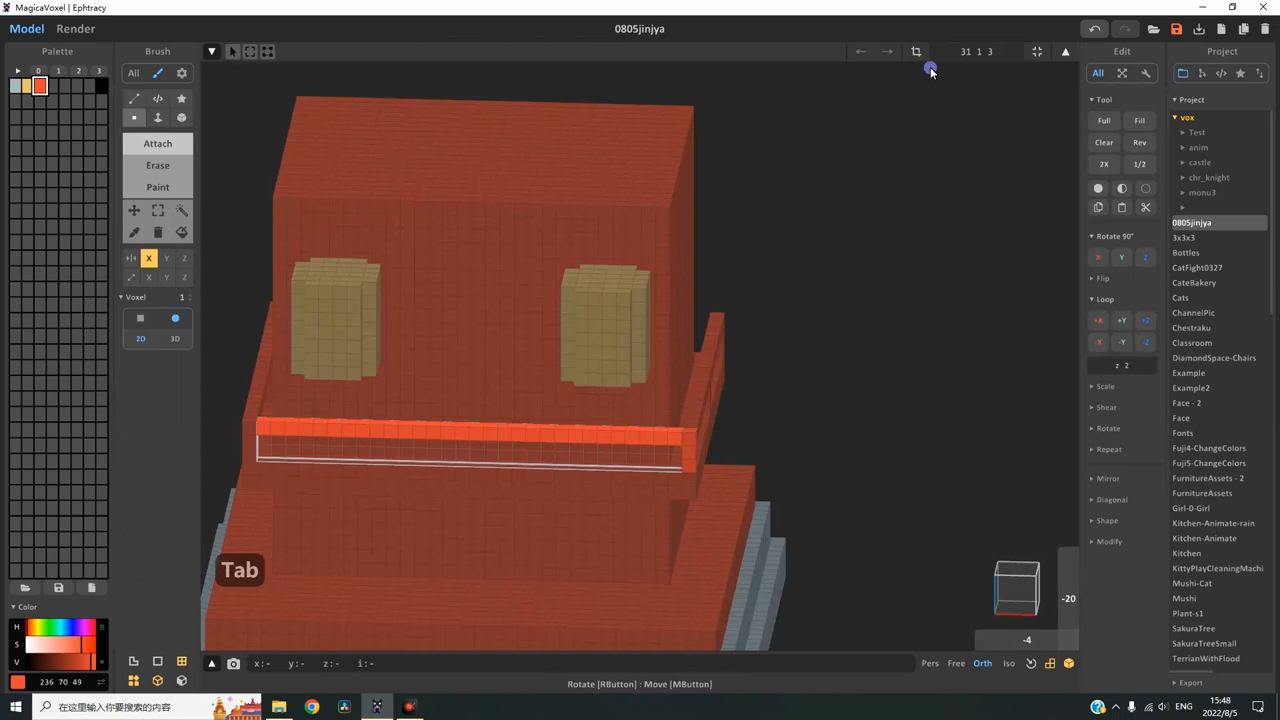 MagicaVoxel | Ephtracy
Model Render 0805jinjya
Palette Brush 31 1 3 Edit Project
0 1 2 3
All All
Tool Project
vox
Full Fill
Test
Attach
Clear Rev
anim
Erase
2X 1/2
castle
Paint
chr_knight
monu3
0805jinjya
Rotate 90°
3x3x3
X Y Z X Y Z
Bottles
X Y Z
Flip
CatFight0327
CateBakery
Voxel 1
Loop
Cats
+X +Y +Z
ChannelPic
-X -Y -Z
Chestraku
2D 3D
Classroom
z 2
DiamondSpace-Chairs
Example
Scale
Example2
Shear
Face - 2
Face
Rotate
Fonts
Repeat
Fuji4-ChangeColors
Fuji5-ChangeColors
Mirror
FurnitureAssets - 2
FurnitureAssets
Diagonal
Girl-0-Girl
Shape
Kitchen-Animate-rain
Modify
Kitchen-Animate
Kitchen
Tab
KittyPlayCleaningMachi
Mushi-Cat
-20
Mushi
Color
Plant-s1
H
SakuraTree
S
-4
SakuraTreeSmall
V
x:- y:- z:- i:- Pers Free Orth Iso
TerrianWithFlood
236 70 49
Rotate [RButton] : Move [MButton]
Export
在这里输入你要搜索的内容
ENG
15:48
2022/8/5